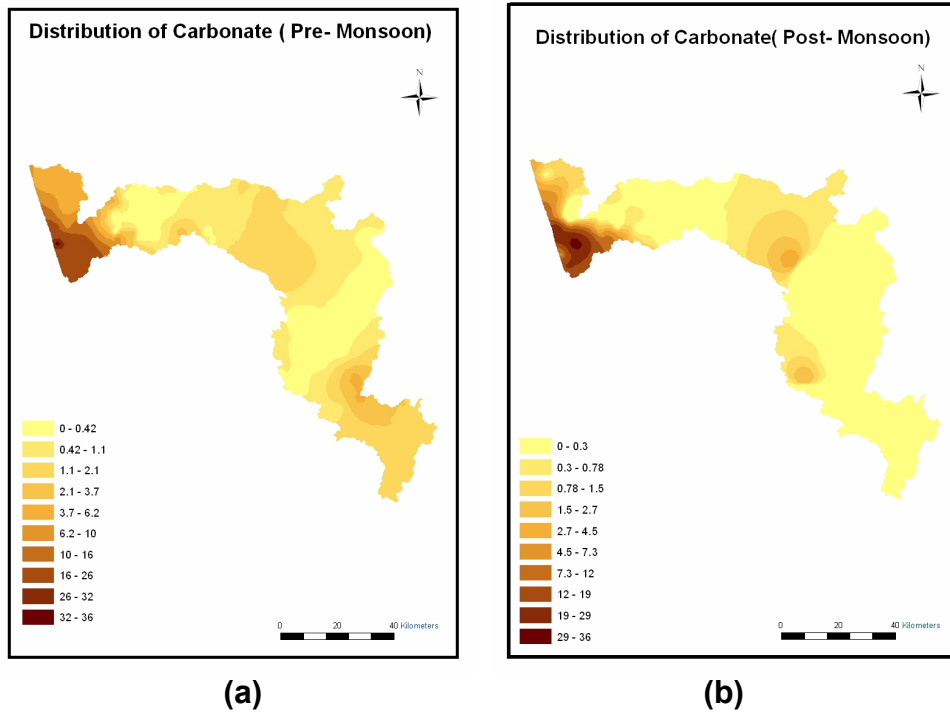 Distribution of Carbonate ( Pre- Monsoon)
N
0 - 0.42
0.42 - 1.1
1.1 - 2.1
2.1 - 3.7
3.7 - 6.2
6.2 - 10
10 - 16
16 - 26
26 - 32
32 - 36
0 20 40 Kilometers
(a)
Distribution of Carbonate( Post- Monsoon)
N
0 - 0.3
0.3 - 0.78
0.78 - 1.5
1.5 - 2.7
2.7 - 4.5
4.5 - 7.3
7.3 - 12
12 - 19
19 - 29
29 - 36
0 20 40 Kilometers
(b)